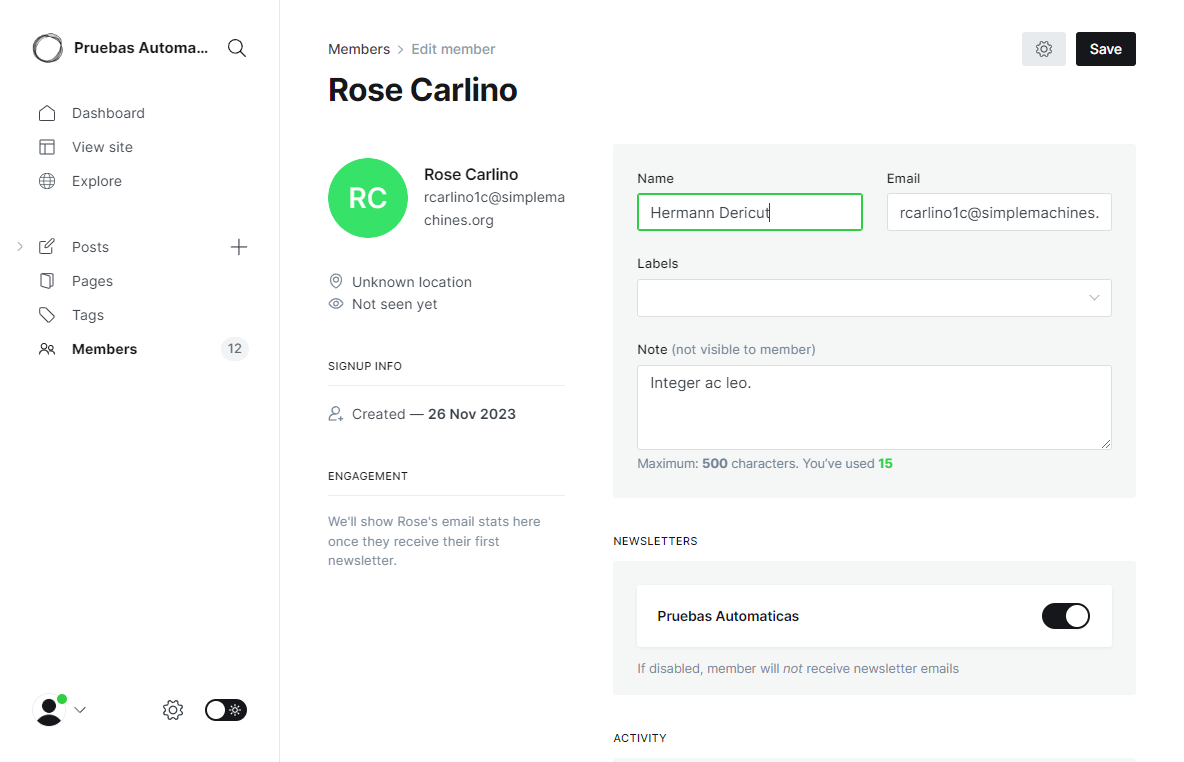 Pruebas Automa...
Dashboard
View site
Explore
Posts
Pages
Tags
Members
12
Members > Edit member
Save
Rose Carlino
RC
Rose Carlino
rcarlino1c@simplema
chines.org
Unknown location
Not seen yet
SIGNUP INFO
Created — 26 Nov 2023
ENGAGEMENT
We'll show Rose's email stats here
once they receive their first
newsletter.
Name
Email
Hermann Dericut
rcarlino1c@simplemachines.
Labels
Note (not visible to member)
Integer ac leo.
Maximum: 500 characters. You've used 15
NEWSLETTERS
Pruebas Automaticas
If disabled, member will not receive newsletter emails
ACTIVITY